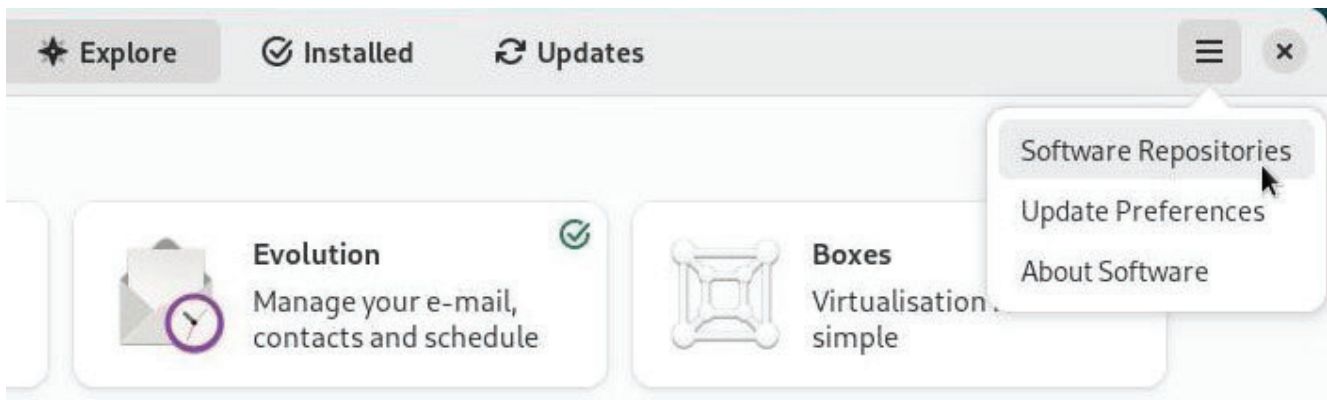 Explore
Installed
Updates
Software Repositories
Update Preferences
About Software
Evolution
Manage your e-mail,
contacts and schedule
Boxes
Virtualisation
simple